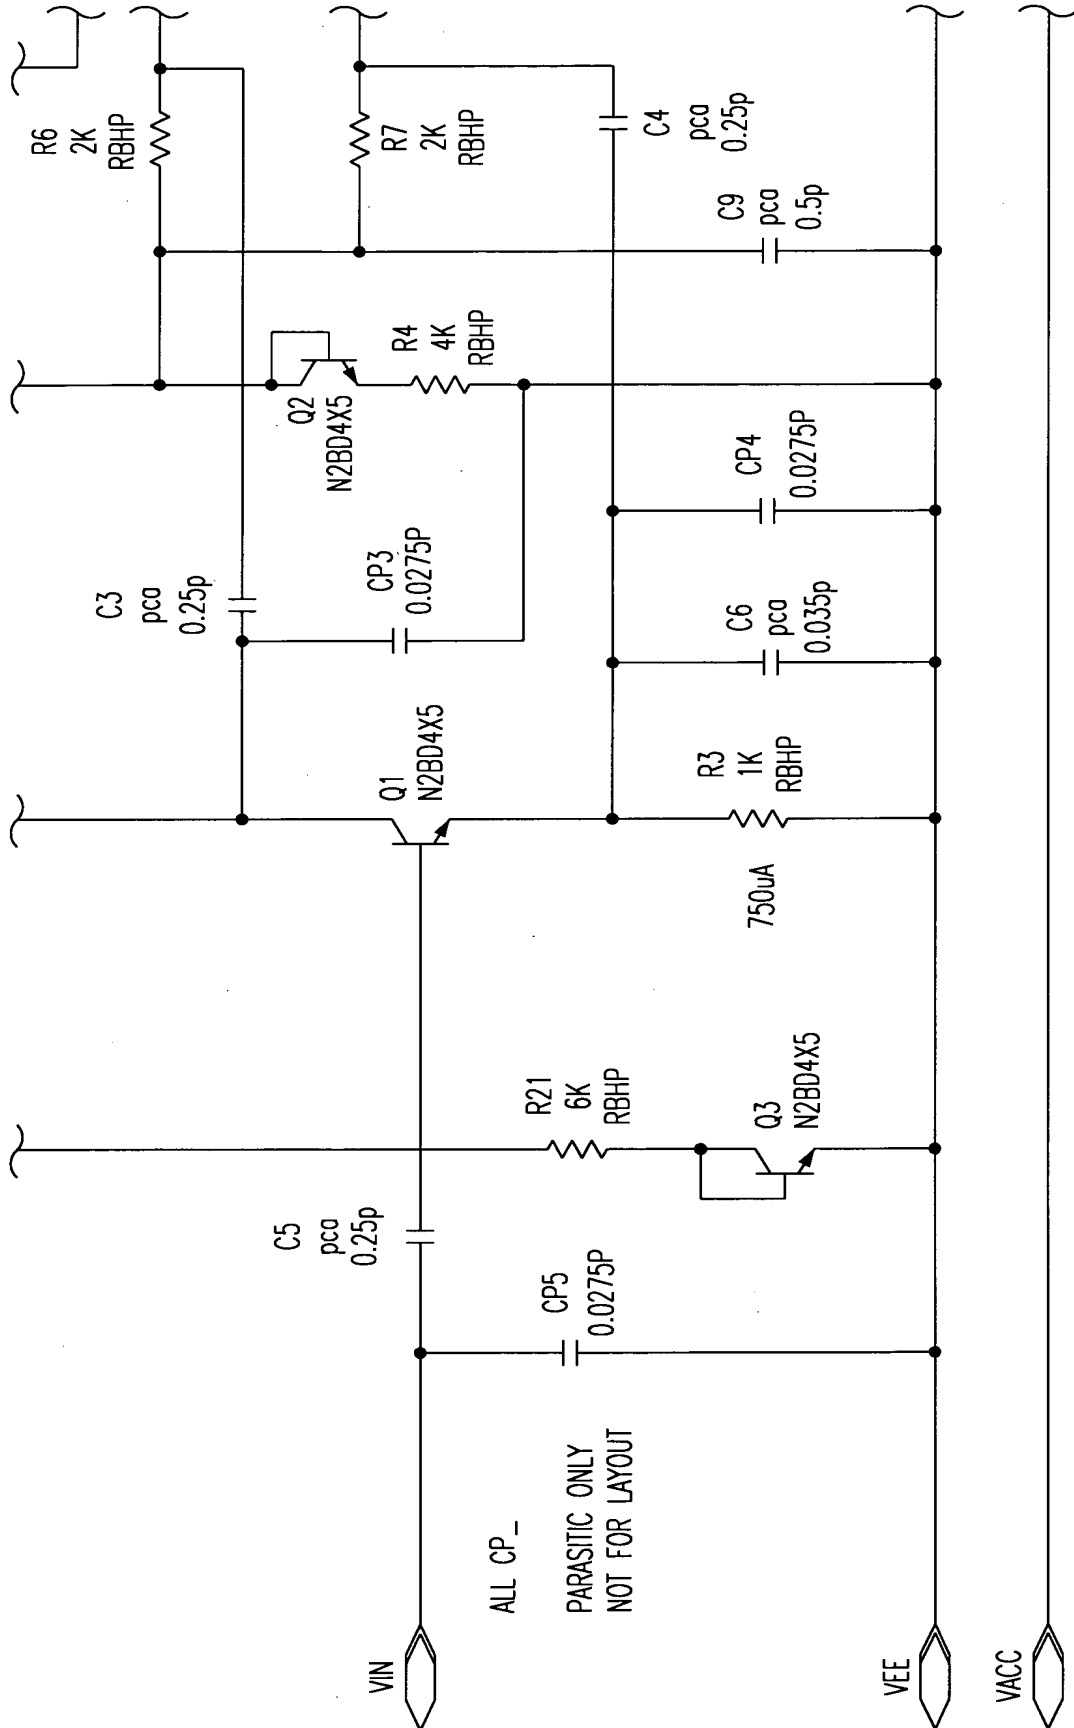 R6
2K
RBHP
R7
2K
RBHP
C4
pca
0.25p
C9
pca
0.5p
R4
4K
RBHP
Q2
N2BD4X5
CP4
0.0275P
C3
pca
0.25p
CP3
0.0275P
C6
pca
0.035p
Q1
N2BD4X5
R3
1K
RBHP
750uA
R21
6K
RBHP
Q3
N2BD4X5
C5
pca
0.25p
CP5
0.0275P
ALL CP_
PARASITIC ONLY
NOT FOR LAYOUT
VIN
VEE
VACC